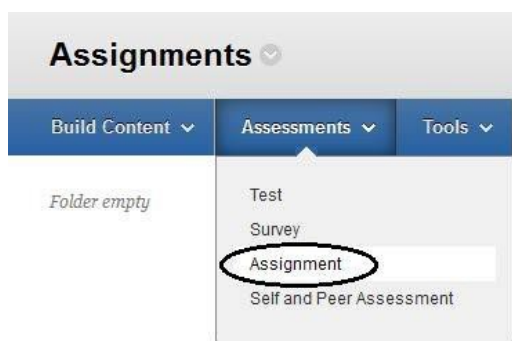 Assignments
Build Content Assessments Tools
Folder empty
Test
Survey
Assignment
Self and Peer Assessment